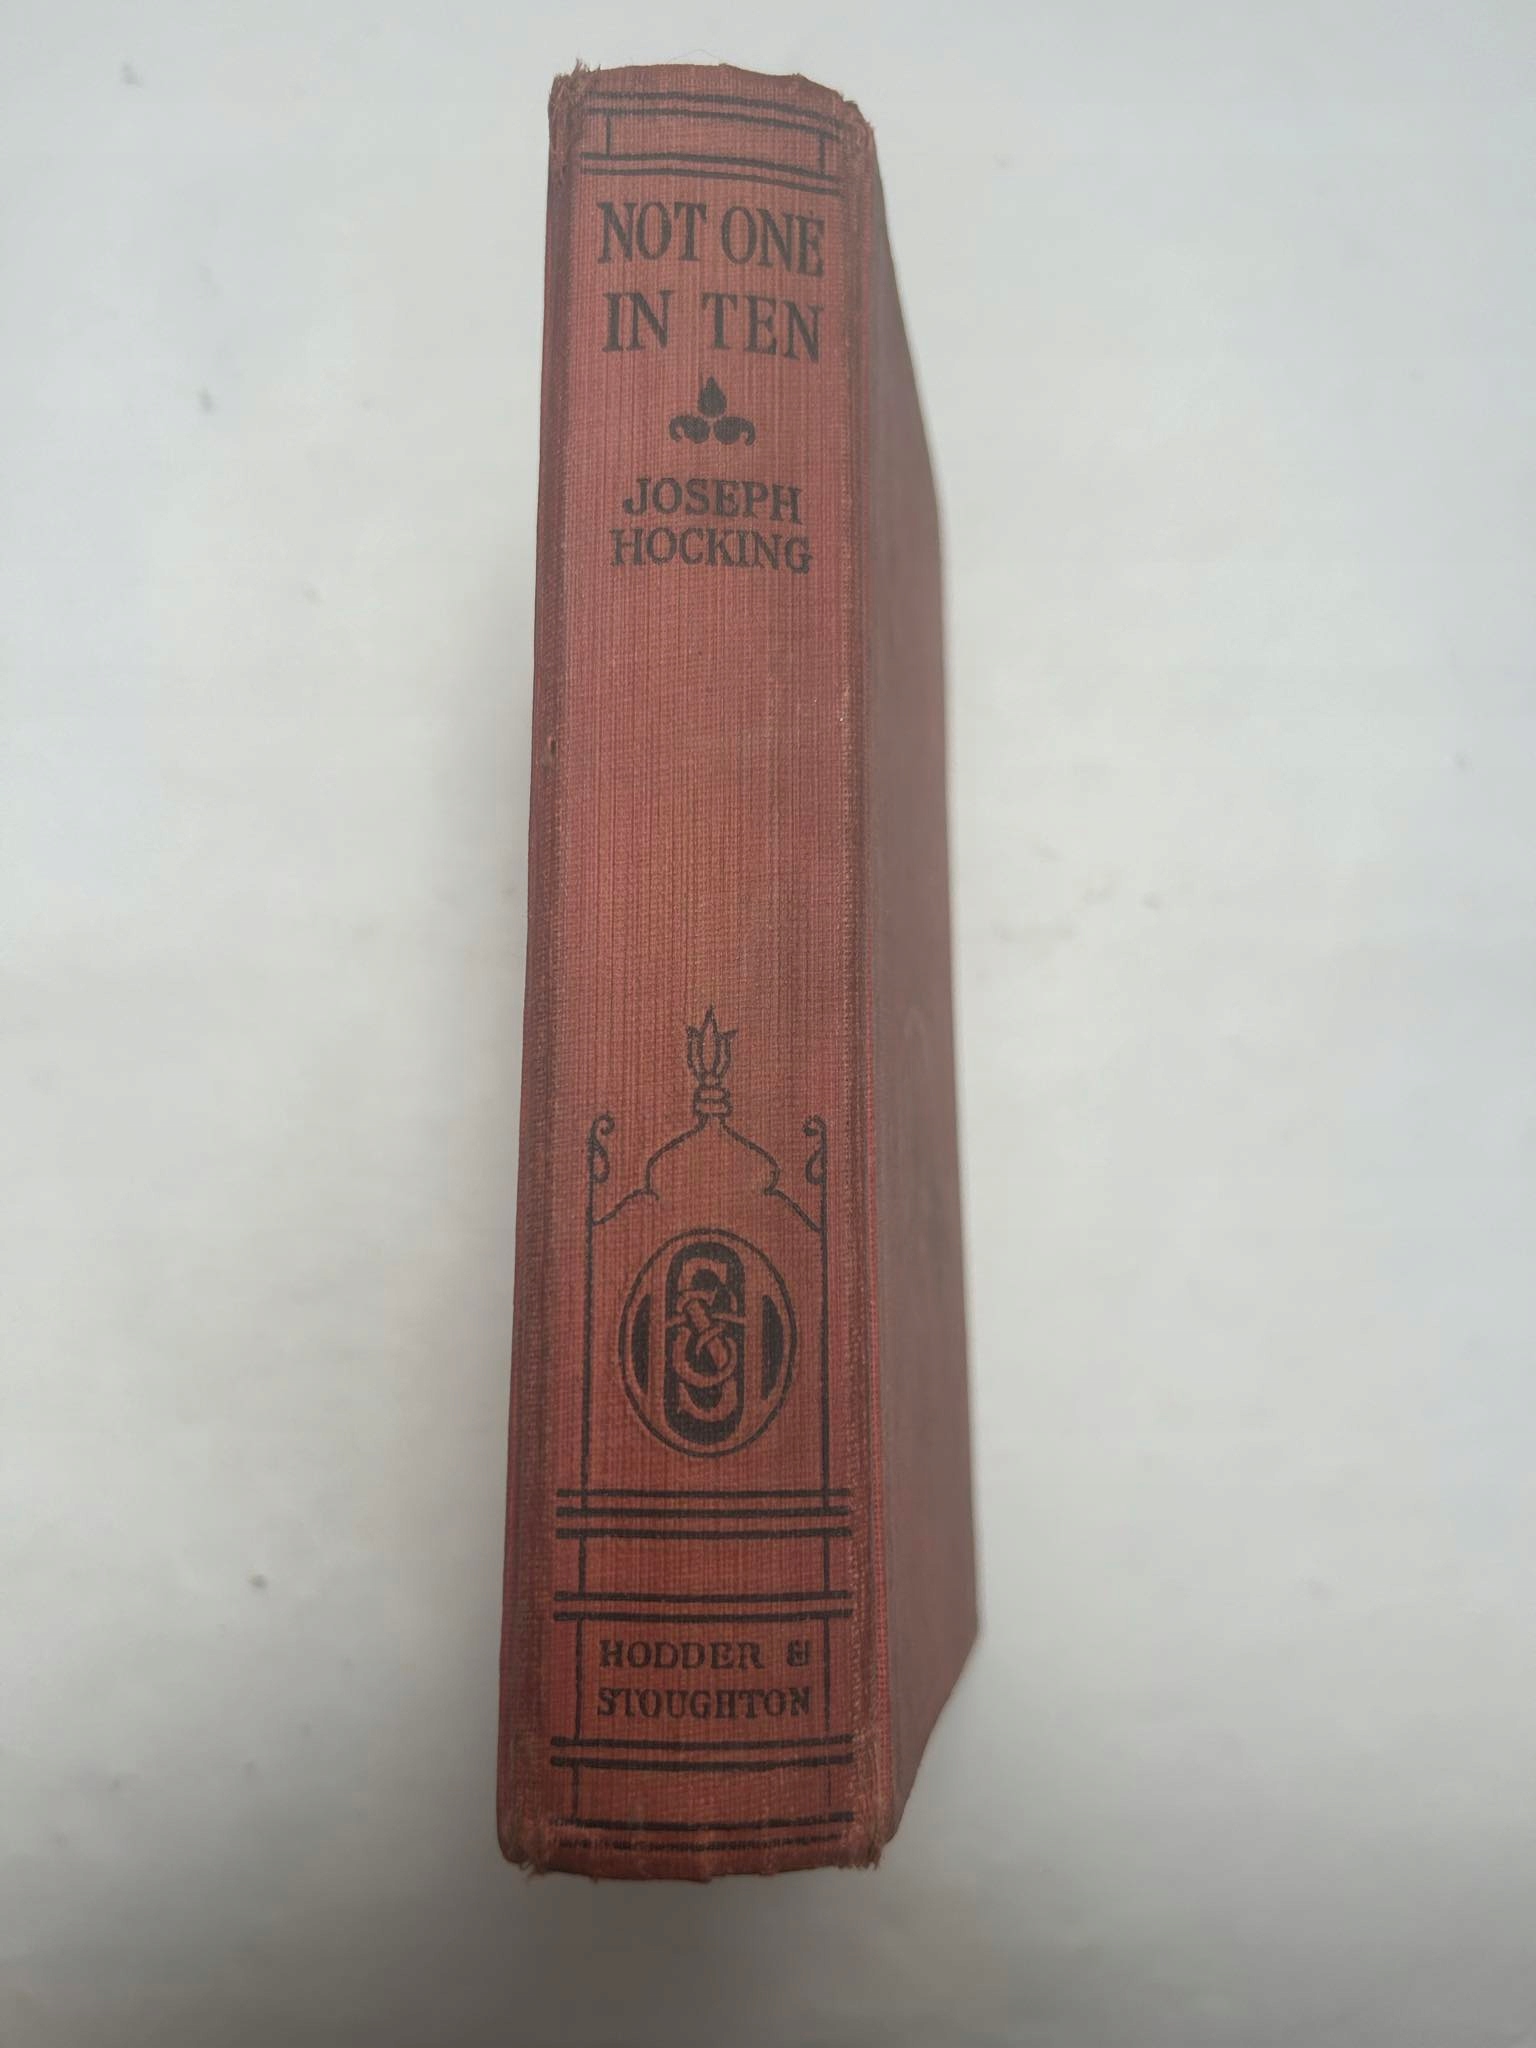 NOT ONE
IN TEN
JOSEPH
HOCKING
HODDER &
STOUGHTON